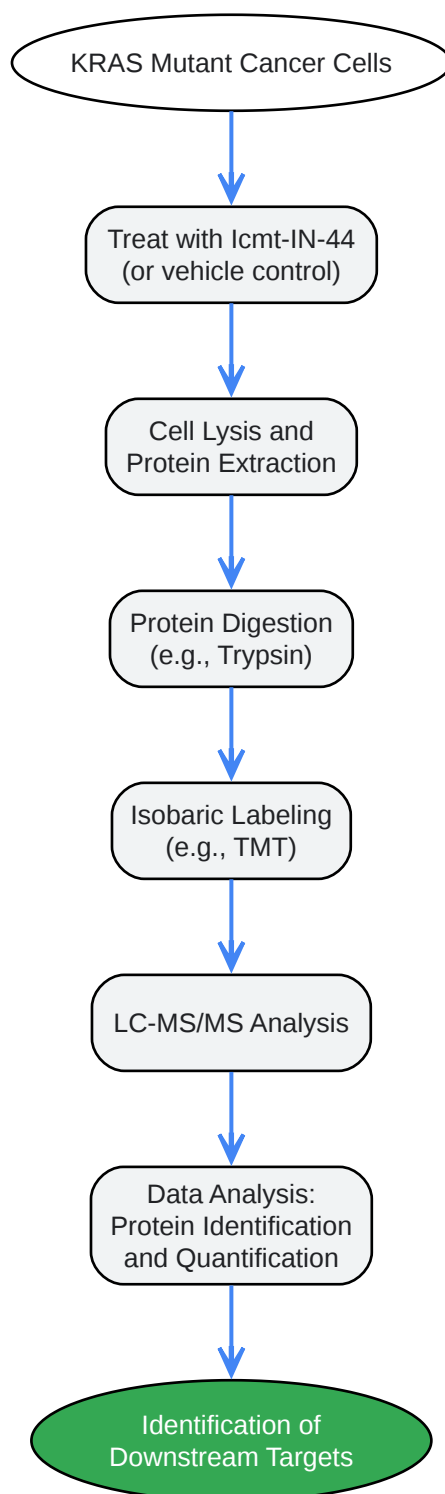 KRAS Mutant Cancer Cells
Treat with Icmt-IN-44
(or vehicle control)
Cell Lysis and
Protein Extraction
Protein Digestion
(e.g., Trypsin)
Isobaric Labeling
(e.g., TMT)
LC-MS/MS Analysis
Data Analysis:
Protein Identification
and Quantification
Identification of
Downstream Targets